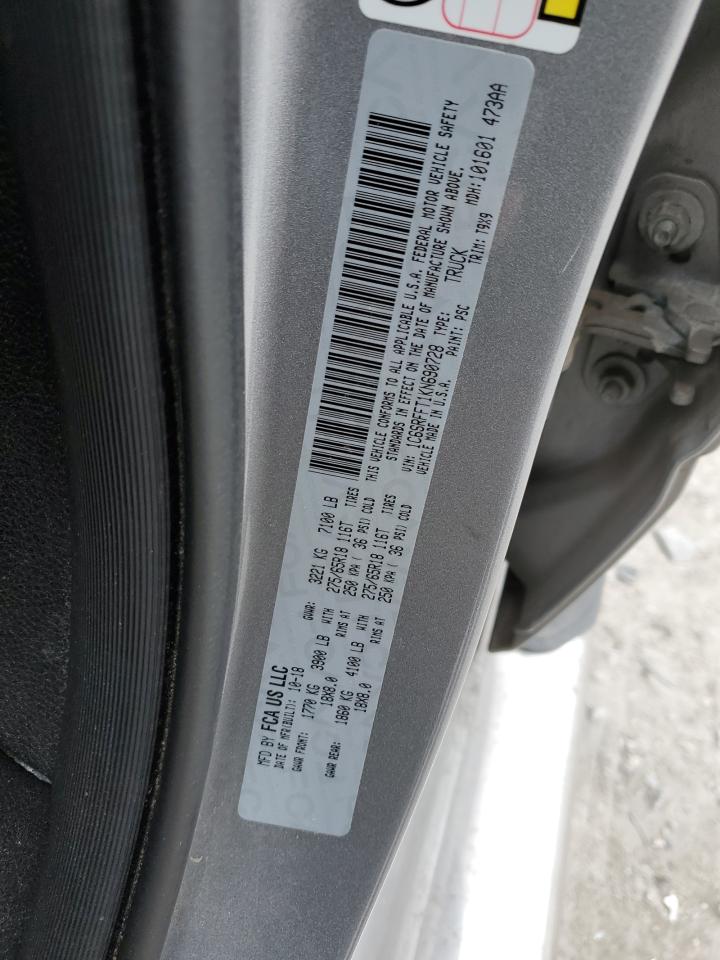 MFD BY FCA US LLC
DATE OF MFR(BUILT): 10-18 GVWR: 3221 KG 7100 LB
GAWR FRONT: 1770 KG 3900 LB WITH 275/65R18 116T TIRES
18X8.0 RIMS AT 250 KPA ( 36 PSI) COLD
GAWR REAR: 1860 KG 4100 LB WITH 275/65R18 116T TIRES
18X8.0 RIMS AT 250 KPA ( 36 PSI) COLD
THIS VEHICLE CONFORMS TO ALL APPLICABLE U.S.A. FEDERAL MOTOR VEHICLE SAFETY
STANDARDS IN EFFECT ON THE DATE OF MANUFACTURE SHOWN ABOVE.
VIN: 1C6SRFFT1KN690728 TYPE: TRUCK MDH: 101601 473AA
VEHICLE MADE IN U.S.A. PAINT: PSC TRIM: T9X9